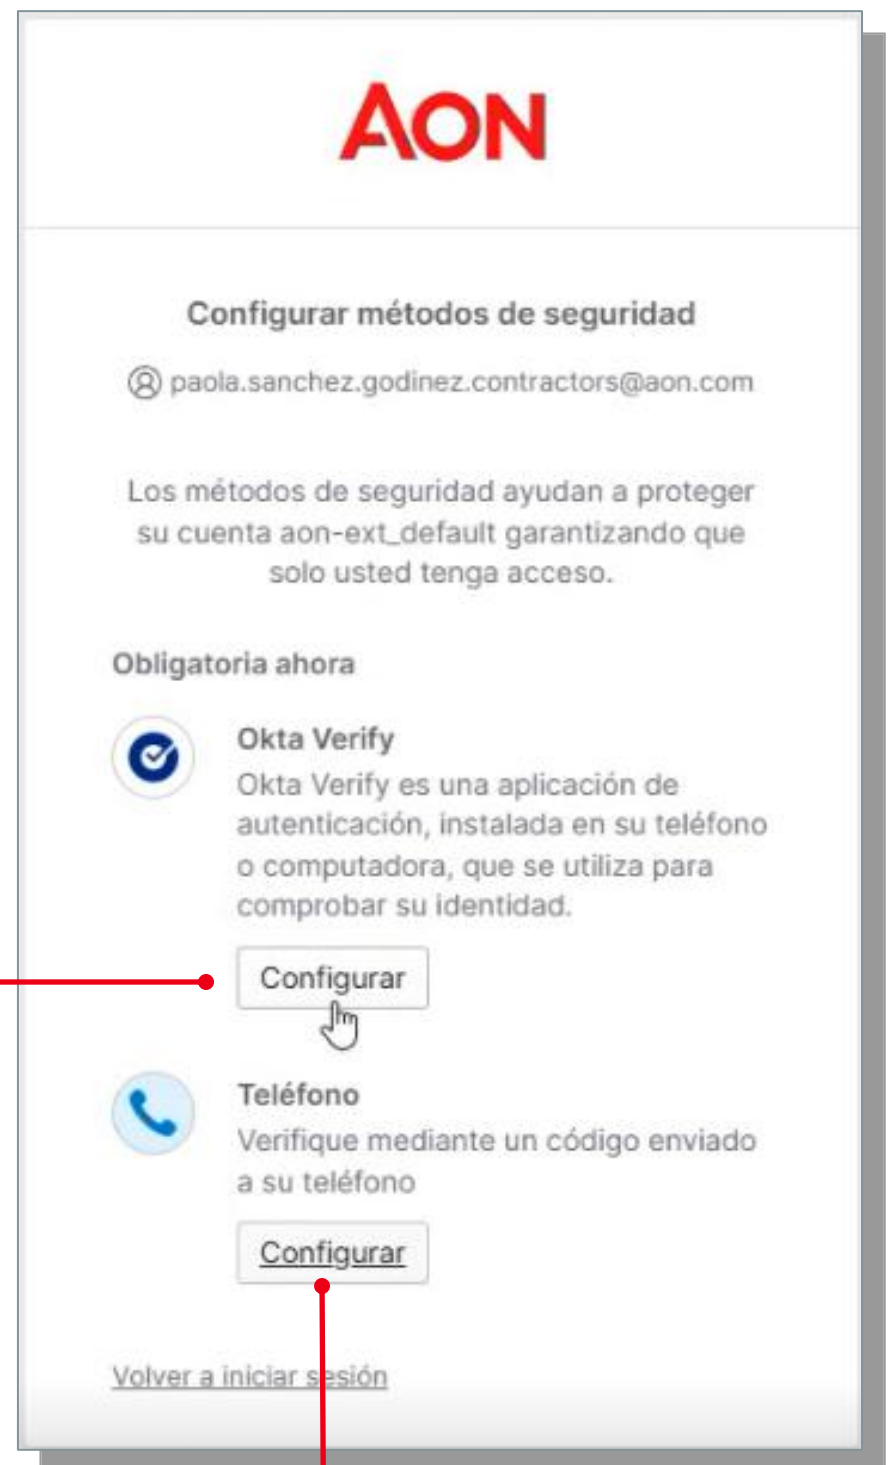 AON
Configurar métodos de seguridad
paola.sanchez.godinez.contractors@aon.com
Los métodos de seguridad ayudan a proteger
su cuenta aon-ext_default garantizando que
solo usted tenga acceso.
Obligatoria ahora
Okta Verify
Okta Verify es una aplicación de
autenticación, instalada en su teléfono
o computadora, que se utiliza para
comprobar su identidad.
Configurar
Teléfono
Verifique mediante un código enviado
a su teléfono
Configurar
Volver a iniciar sesión